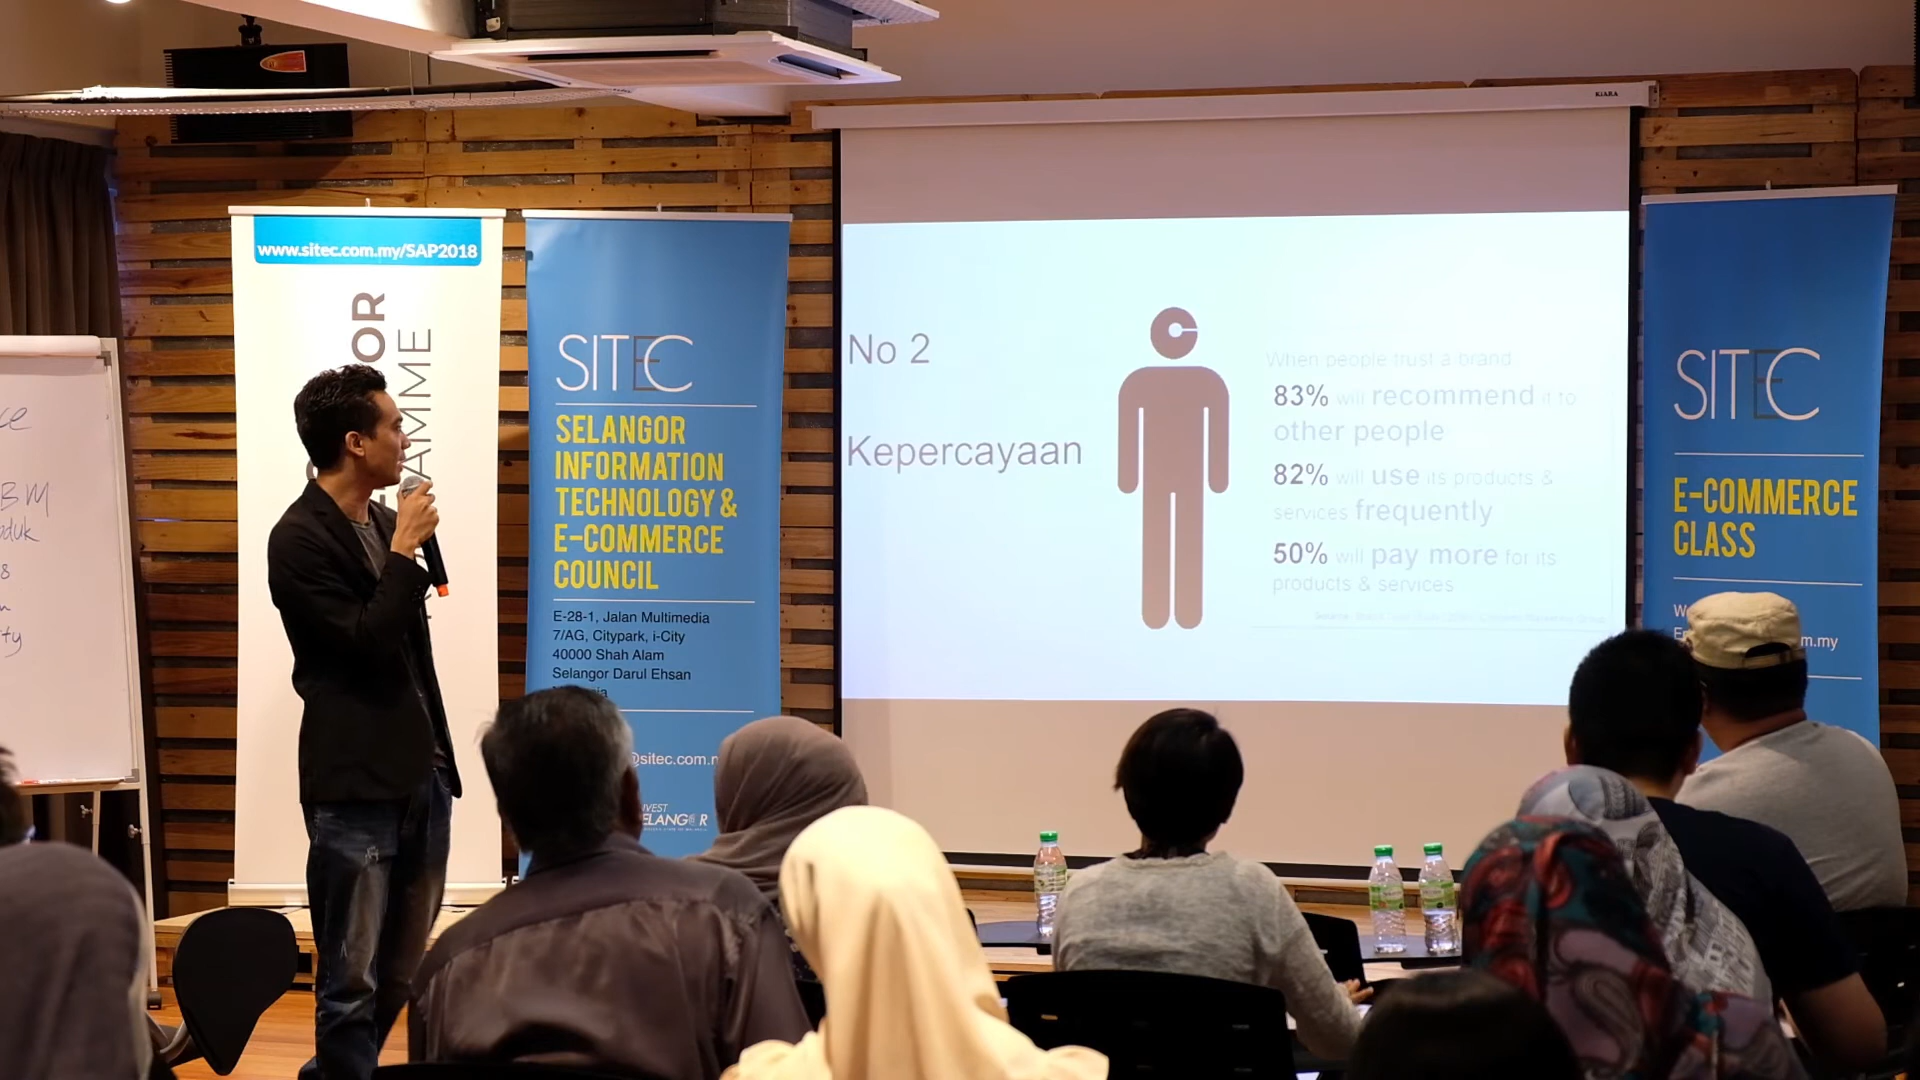 KIARA
www.sitec.com.my/SAP2018
OR
AMME
SITEC
SELANGOR
INFORMATION
TECHNOLOGY &
E-COMMERCE
COUNCIL
E-28-1, Jalan Multimedia
7/AG, Citypark, i-City
40000 Shah Alam
Selangor Darul Ehsan
@sitec.com.m
No 2
Kepercayaan
When people trust a brand
83% will recommend it to
other people
82% will use its products &
services frequently
50% will pay more for its
products & services
SITEC
E-COMMERCE
CLASS
m.my
BM